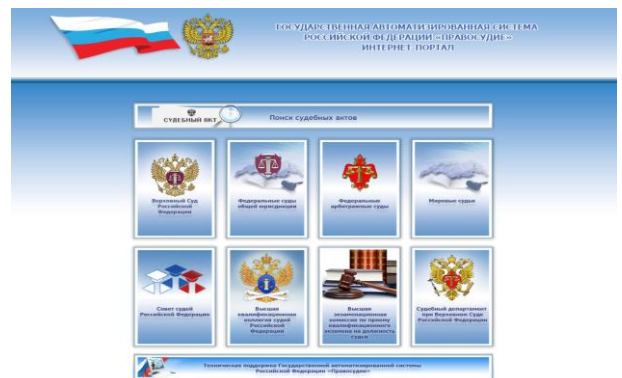 ГОСУДАРСТВЕННАЯ АВТОМАТИЗИРОВАННАЯ СИСТЕМА
РОССИЙСКОЙ ФЕДЕРАЦИИ «ПРАВОСУДИЕ»
ИНТЕРНЕТ-ПОРТАЛ
СУДЕБНЫЙ АКТ
Поиск судебных актов
Верховный Суд
Российской
Федерации
Федеральные суды
общей юрисдикции
Федеральные
арбитражные суды
Мировые судьи
Совет судей
Российской Федерации
Высшая
квалификационная
коллегия судей
Российской
Федерации
Высшая
экзаменационная
комиссия по приему
квалификационного
экзамена на должность
судьи
Судебный департамент
при Верховном Суде
Российской Федерации
Техническая поддержка Государственной автоматизированной системы
Российской Федерации «Правосудие»